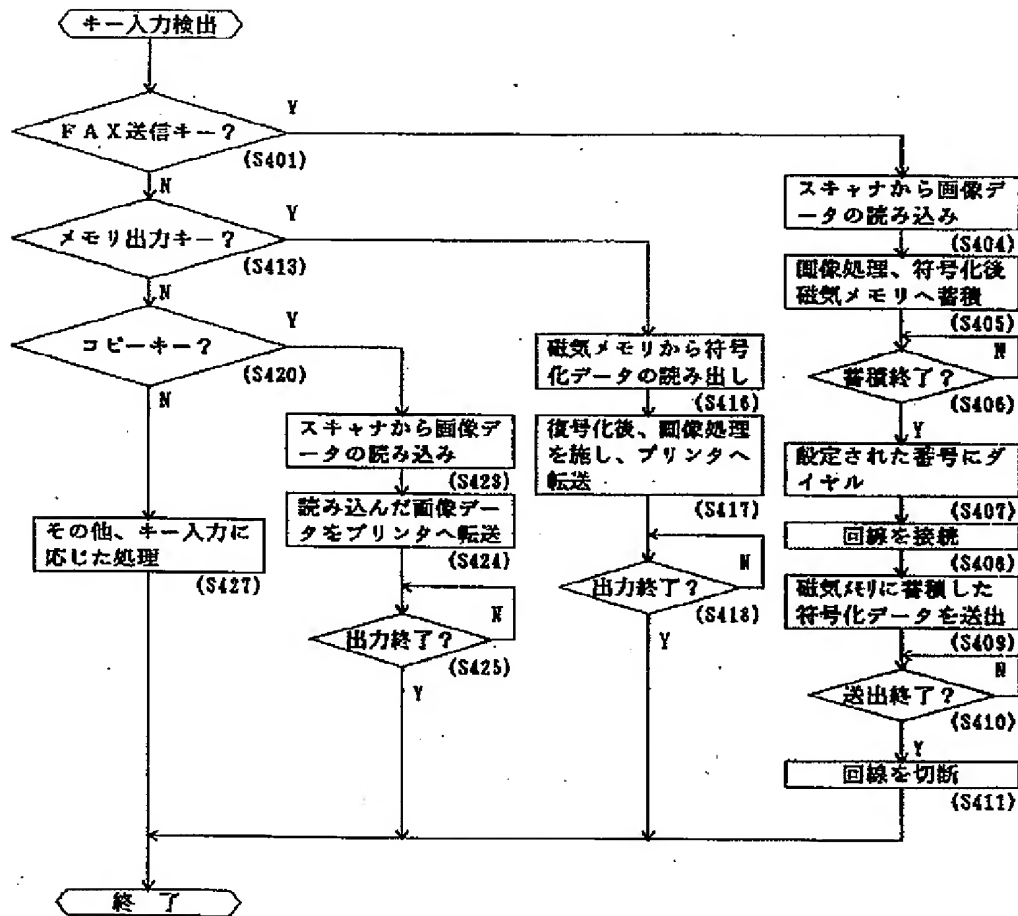 キー入力検出
Y
FAX送信キー？
(S401)
N
スキャナから画像デ
ータの読み込み
(S404)
Y
メモリ出力キー？
(S413)
画像処理、符号化後
磁気メモリへ蓄積
(S405)
N
Y
コピーキー？
(S420)
N
磁気メモリから符号
化データの読み出し
(S416)
N
蓄積終了？
(S406)
Y
スキャナから画像デ
ータの読み込み
(S423)
復号化後、画像処理
を施し、プリンタへ
転送
(S417)
設定された番号にダ
イヤル
(S407)
読み込んだ画像デー
タをプリンタへ転送
(S424)
その他、キー入力に
応じた処理
(S427)
回線を接続
(S408)
N
出力終了？
(S418)
Y
磁気メモリに蓄積した
符号化データを送出
(S409)
N
出力終了？
(S425)
Y
N
送出終了？
(S410)
Y
回線を切断
(S411)
終了